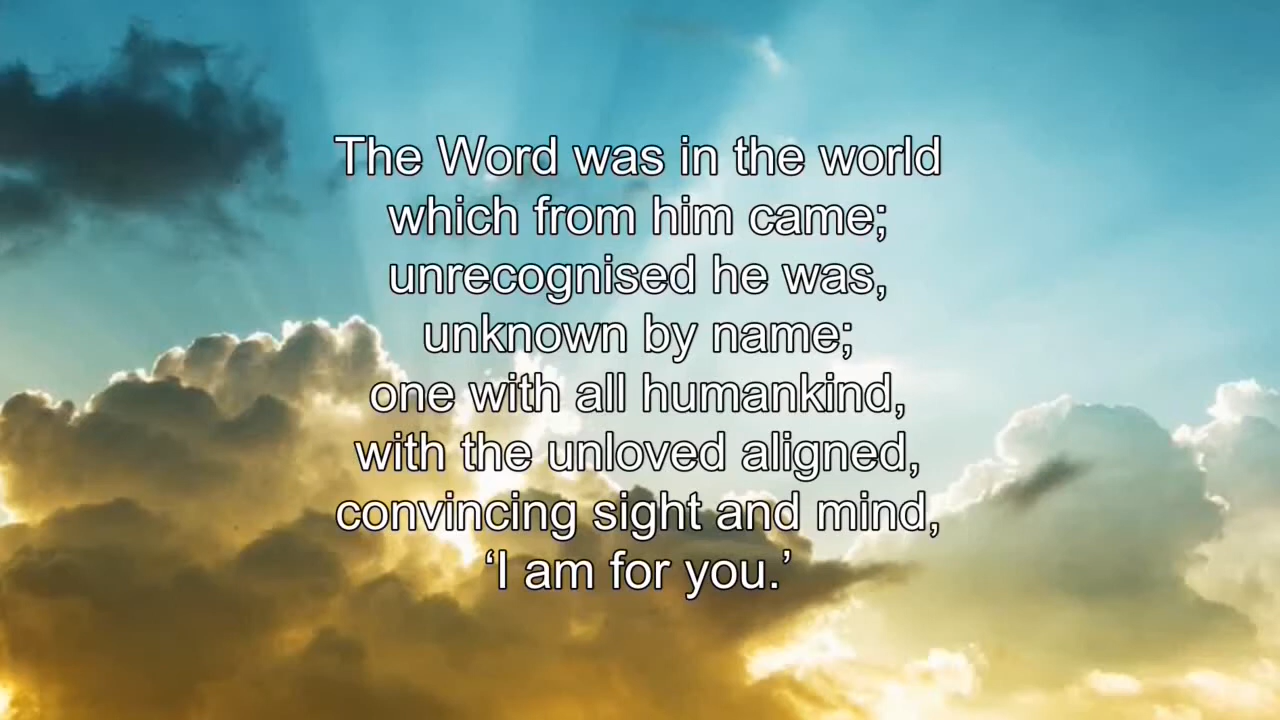 The Word was in the world
which from him came;
unrecognised he was,
unknown by name;
one with all humankind,
with the unloved aligned,
convincing sight and mind,
‘I am for you.’